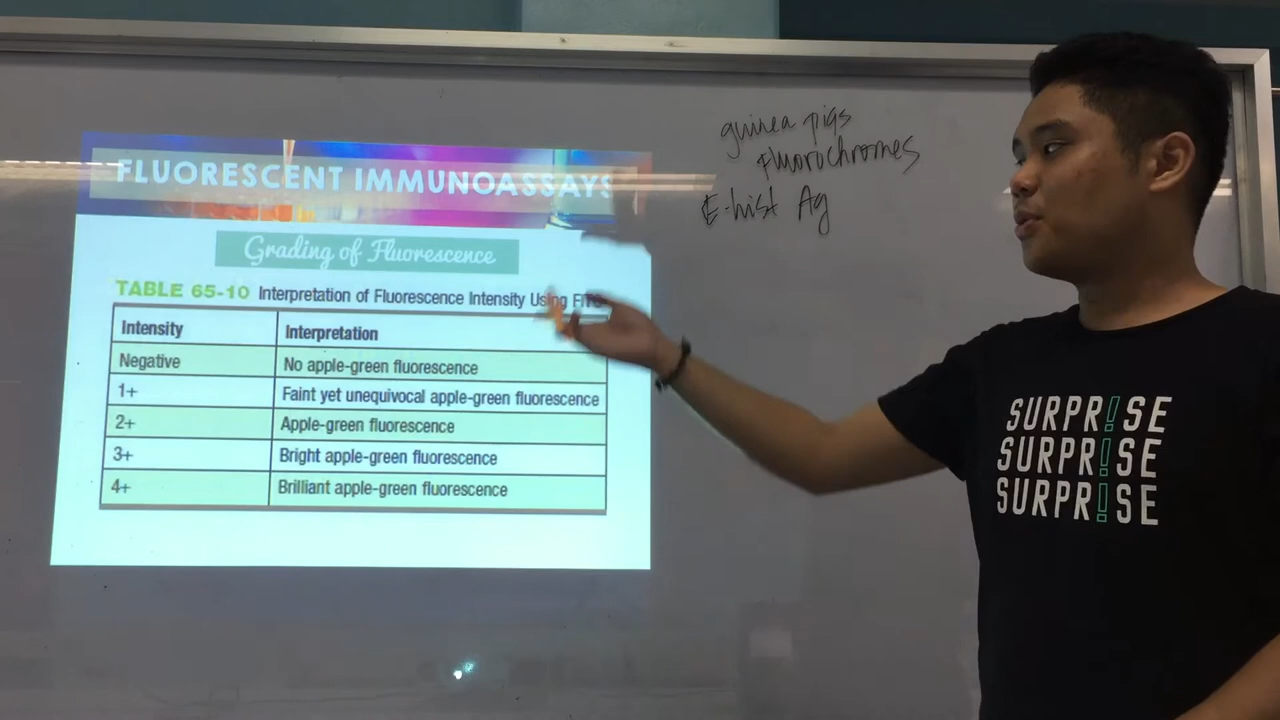 FLUORESCENT IMMUNOASSAYS
Grading of Fluorescence
TABLE 65-10 Interpretation of Fluorescence Intensity Using FITC
Intensity Interpretation
Negative No apple-green fluorescence
1+ Faint yet unequivocal apple-green fluorescence
2+ Apple-green fluorescence
3+ Bright apple-green fluorescence
4+ Brilliant apple-green fluorescence
guinea pigs
Fluorochromes
E-hist Ag
SURPR!SE
SURPR!SE
SURPR!SE